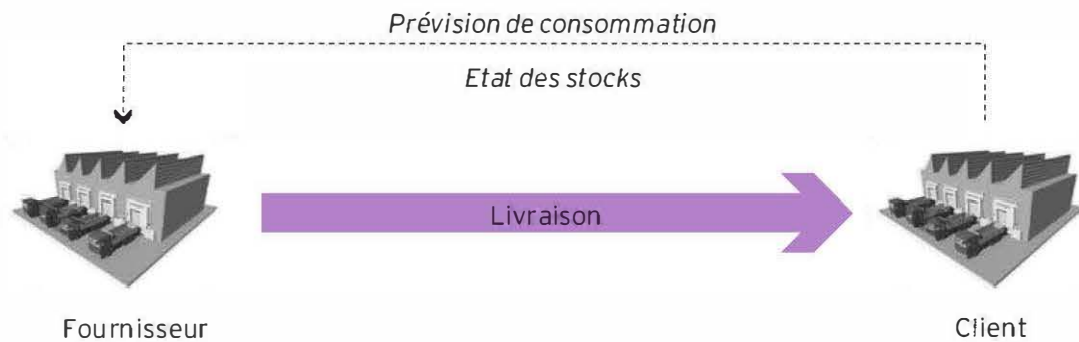 Prévision de consommation
Etat des stocks
Livraison
Fournisseur
Client